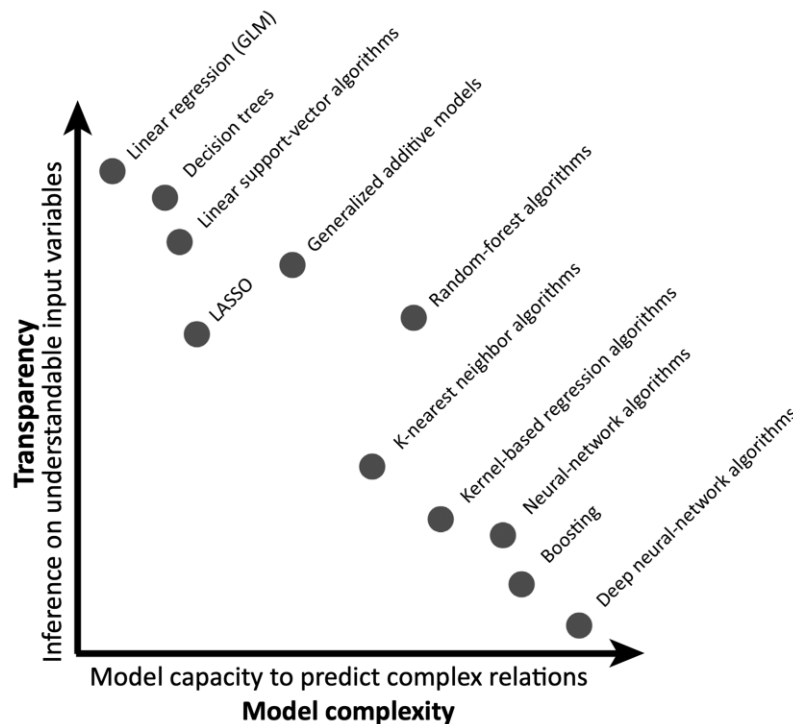 Linear regression (GLM)
Decision trees
Linear support-vector algorithms
Generalized additive models
LASSO
Random-forest algorithms
K-nearest neighbor algorithms
Kernel-based regression algorithms
Neural-network algorithms
Boosting
Deep neural-network algorithms
Transparency
Inference on understandable input variables
Model capacity to predict complex relations
Model complexity